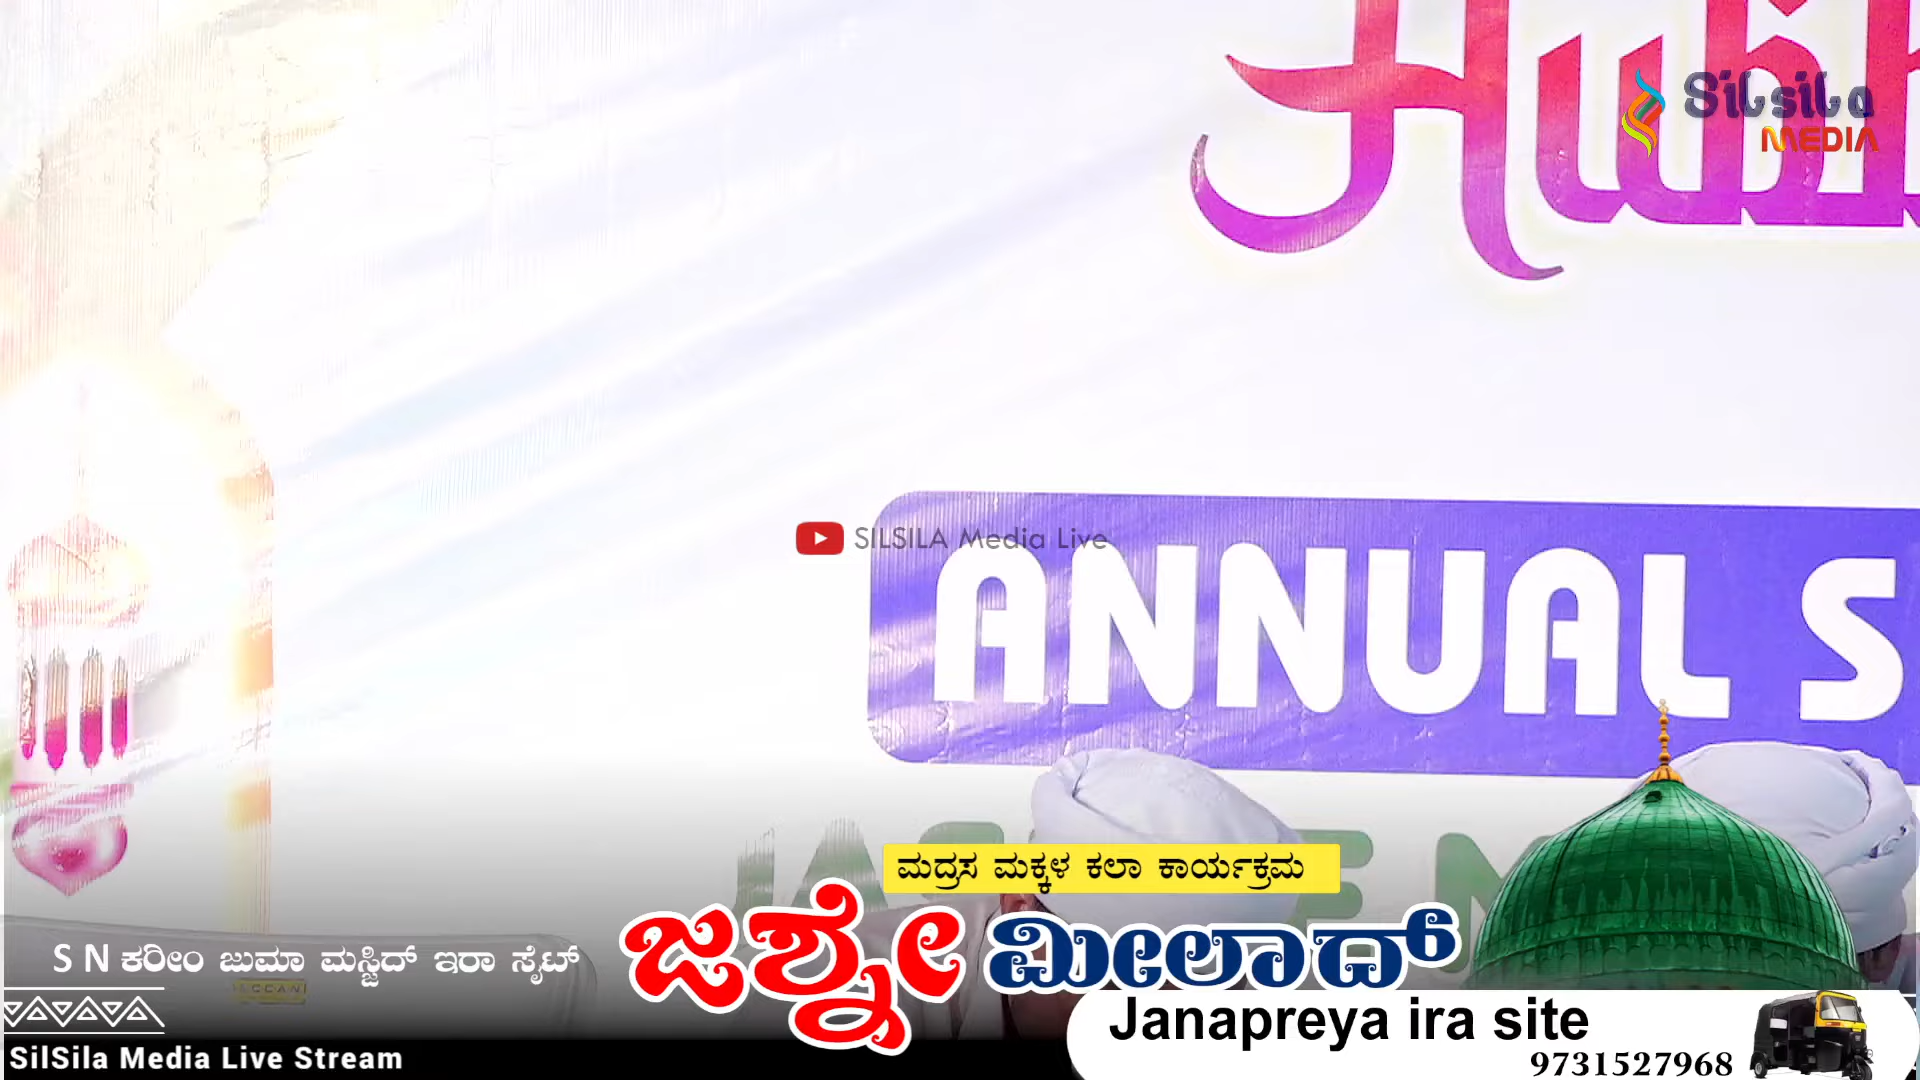 Silsila
MEDIA
SILSILA Media Live
ANNUAL S
ಮದ್ರಸ ಮಕ್ಕಳ ಕಲಾ ಕಾರ್ಯಕ್ರಮ
ಜಶ್ನೇ ಮೀಲಾದ್
S N ಕರೀಂ ಜುಮಾ ಮಸ್ಜಿದ್ ಇರಾ ಸೈಟ್
Janapreya ira site
9731527968
SilSila Media Live Stream